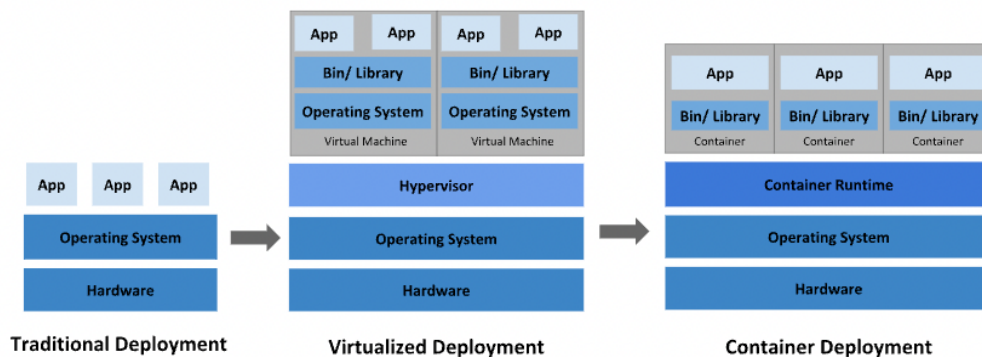 App App App
Operating System
Hardware
Traditional Deployment
App App App App
Bin/ Library Bin/ Library
Operating System Operating System
Virtual Machine Virtual Machine
Hypervisor
Operating System
Hardware
Virtualized Deployment
App App App
Bin/ Library Bin/ Library Bin/ Library
Container Container Container
Container Runtime
Operating System
Hardware
Container Deployment